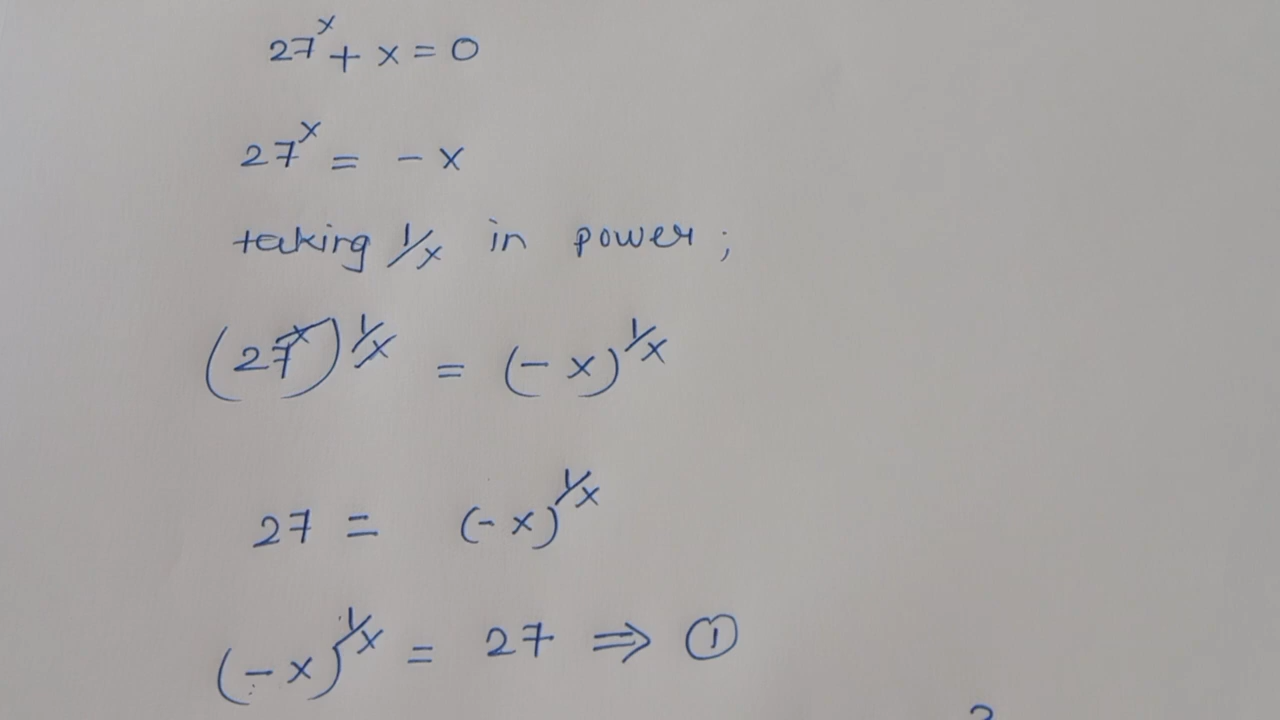 27^x + x = 0
27^x = - x
taking 1/x in power ;
(27^x)^1/x = (- x)^1/x
27 = (- x)^1/x
(- x)^1/x = 27 ⇒ ①